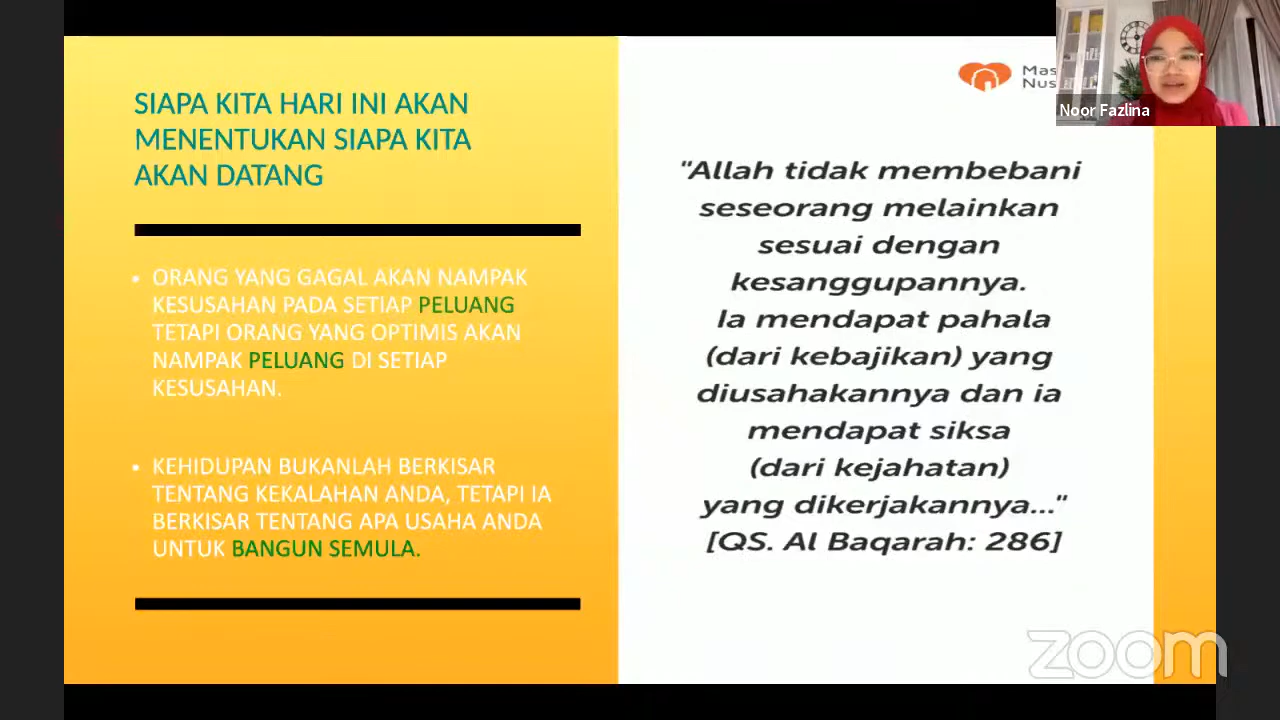 SIAPA KITA HARI INI AKAN
MENENTUKAN SIAPA KITA
AKAN DATANG
• ORANG YANG GAGAL AKAN NAMPAK
KESUSAHAN PADA SETIAP PELUANG
TETAPI ORANG YANG OPTIMIS AKAN
NAMPAK PELUANG DI SETIAP
KESUSAHAN.
• KEHIDUPAN BUKANLAH BERKISAR
TENTANG KEKALAHAN ANDA, TETAPI IA
BERKISAR TENTANG APA USAHA ANDA
UNTUK BANGUN SEMULA.
"Allah tidak membebani
seseorang melainkan
sesuai dengan
kesanggupannya.
Ia mendapat pahala
(dari kebajikan) yang
diusahakannya dan ia
mendapat siksa
(dari kejahatan)
yang dikerjakannya..."
[QS. Al Baqarah: 286]
Noor Fazlina
zoom